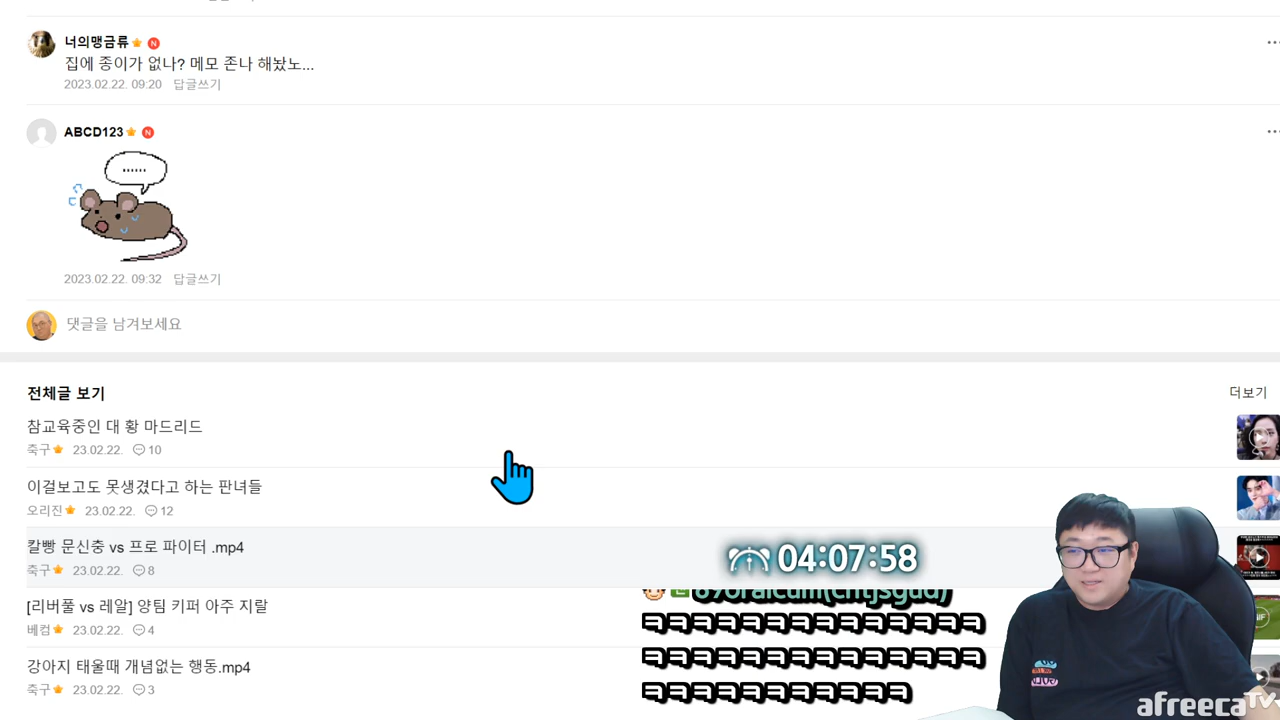 너의맹금류 N
집에 종이가 없나? 메모 존나 해놨노...
2023.02.22. 09:20 답글쓰기
ABCD123 N
......
2023.02.22. 09:32 답글쓰기
댓글을 남겨보세요
전체글 보기
더보기
참교육중인 대 황 마드리드
축구 23.02.22. 10
이걸보고도 못생겼다고 하는 판녀들
오리진 23.02.22. 12
칼빵 문신충 vs 프로 파이터 .mp4
축구 23.02.22. 8
04:07:58
[리버풀 vs 레알] 양팀 키퍼 아주 지랄
베컴 23.02.22. 4
ㅋㅋㅋㅋㅋㅋㅋㅋㅋㅋㅋㅋㅋㅋ
ㅋㅋㅋㅋㅋㅋㅋㅋㅋㅋㅋㅋㅋㅋ
ㅋㅋㅋㅋㅋㅋㅋㅋㅋㅋㅋ
강아지 태울때 개념없는 행동.mp4
축구 23.02.22. 3
afreecaTV